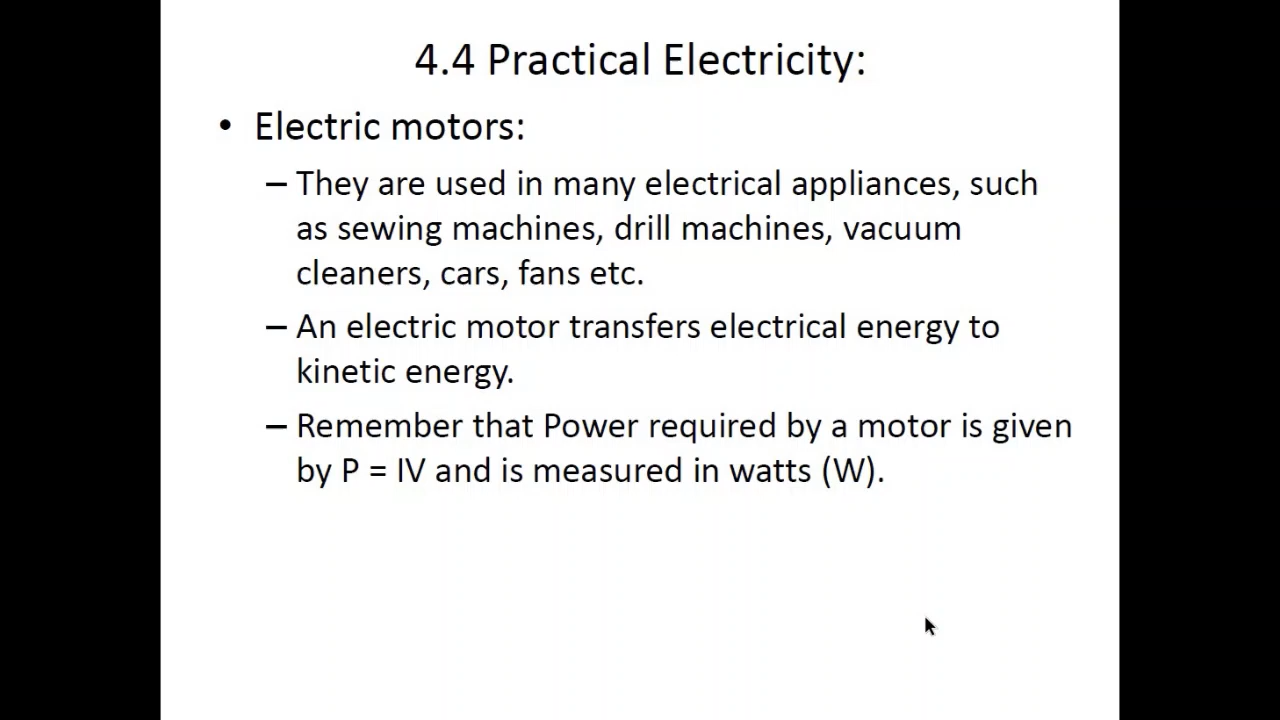 4.4 Practical Electricity:
• Electric motors:
– They are used in many electrical appliances, such
as sewing machines, drill machines, vacuum
cleaners, cars, fans etc.
– An electric motor transfers electrical energy to
kinetic energy.
– Remember that Power required by a motor is given
by P = IV and is measured in watts (W).